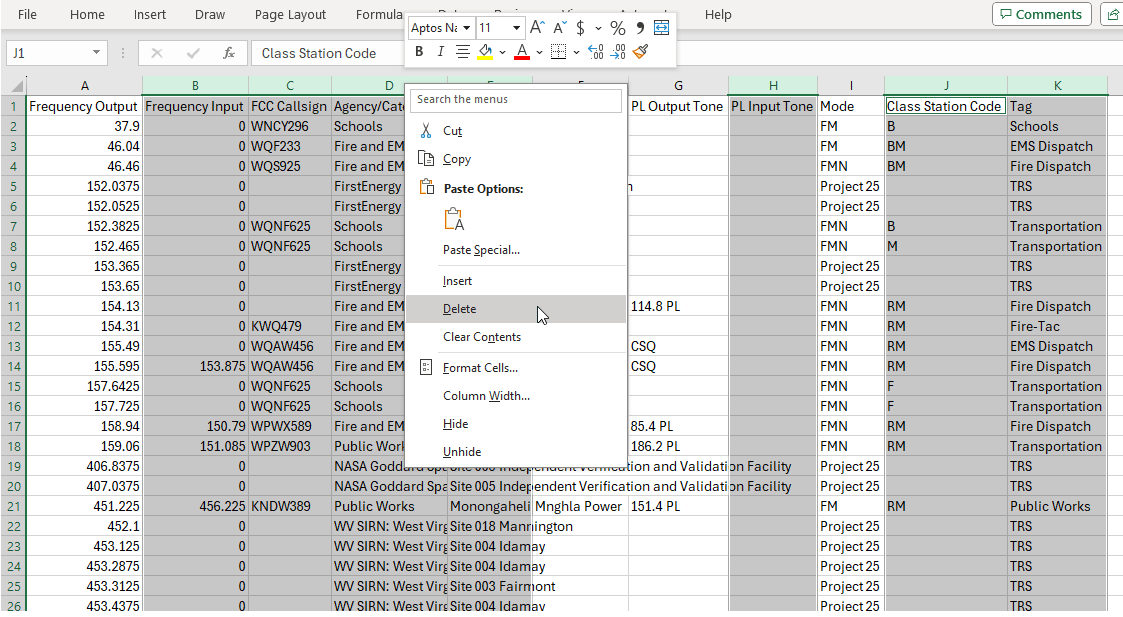 File Home Insert Draw Page Layout Formula Help Comments
Aptos Na 11 A A $ % 9
B I A .00
J1 fx Class Station Code
A B C D G H I J K
1 Frequency Output Frequency Input FCC Callsign Agency/Cate PL Output Tone PL Input Tone Mode Class Station Code Tag
Search the menus
2 37.9 0 WNCY296 Schools FM B Schools
Cut
3 46.04 0 WQF233 Fire and EM FM BM EMS Dispatch
Copy
4 46.46 0 WQS925 Fire and EM FMN BM Fire Dispatch
Paste Options:
5 152.0375 0 FirstEnergy Project 25 TRS
6 152.0525 0 FirstEnergy Project 25 TRS
7 152.3825 0 WQNF625 Schools FMN B Transportation
8 152.465 0 WQNF625 Schools FMN M Transportation
Paste Special...
9 153.365 0 FirstEnergy Project 25 TRS
Insert
10 153.65 0 FirstEnergy Project 25 TRS
Delete
11 154.13 0 Fire and EM 114.8 PL FMN RM Fire Dispatch
12 154.31 0 KWQ479 Fire and EM FMN RM Fire-Tac
Clear Contents
13 155.49 0 WQAW456 Fire and EM CSQ FMN RM EMS Dispatch
14 155.595 153.875 WQAW456 Fire and EM CSQ FMN RM Fire Dispatch
Format Cells...
15 157.6425 0 WQNF625 Schools FMN F Transportation
Column Width...
16 157.725 0 WQNF625 Schools FMN F Transportation
17 158.94 150.79 WPWX589 Fire and EM 85.4 PL FMN RM Fire Dispatch
Hide
18 159.06 151.085 WPZW903 Public Work 186.2 PL FMN RM Transportation
Unhide
19 406.8375 0 NASA Goddard Spa Site 005 Independent Verification and Validation Facility Project 25 TRS
20 407.0375 0 NASA Goddard Spa Site 005 Independent Verification and Validation Facility Project 25 TRS
21 451.225 456.225 KNDW389 Public Works Monongaheli Mnghla Power 151.4 PL FM RM Public Works
22 452.1 0 WV SIRN: West Virg Site 018 Mannington Project 25 TRS
23 453.125 0 WV SIRN: West Virg Site 004 Idamay Project 25 TRS
24 453.2875 0 WV SIRN: West Virg Site 004 Idamay Project 25 TRS
25 453.3125 0 WV SIRN: West Virg Site 003 Fairmont Project 25 TRS
26 453.4375 0 WV SIRN: West Virg Site 004 Idamay Project 25 TRS